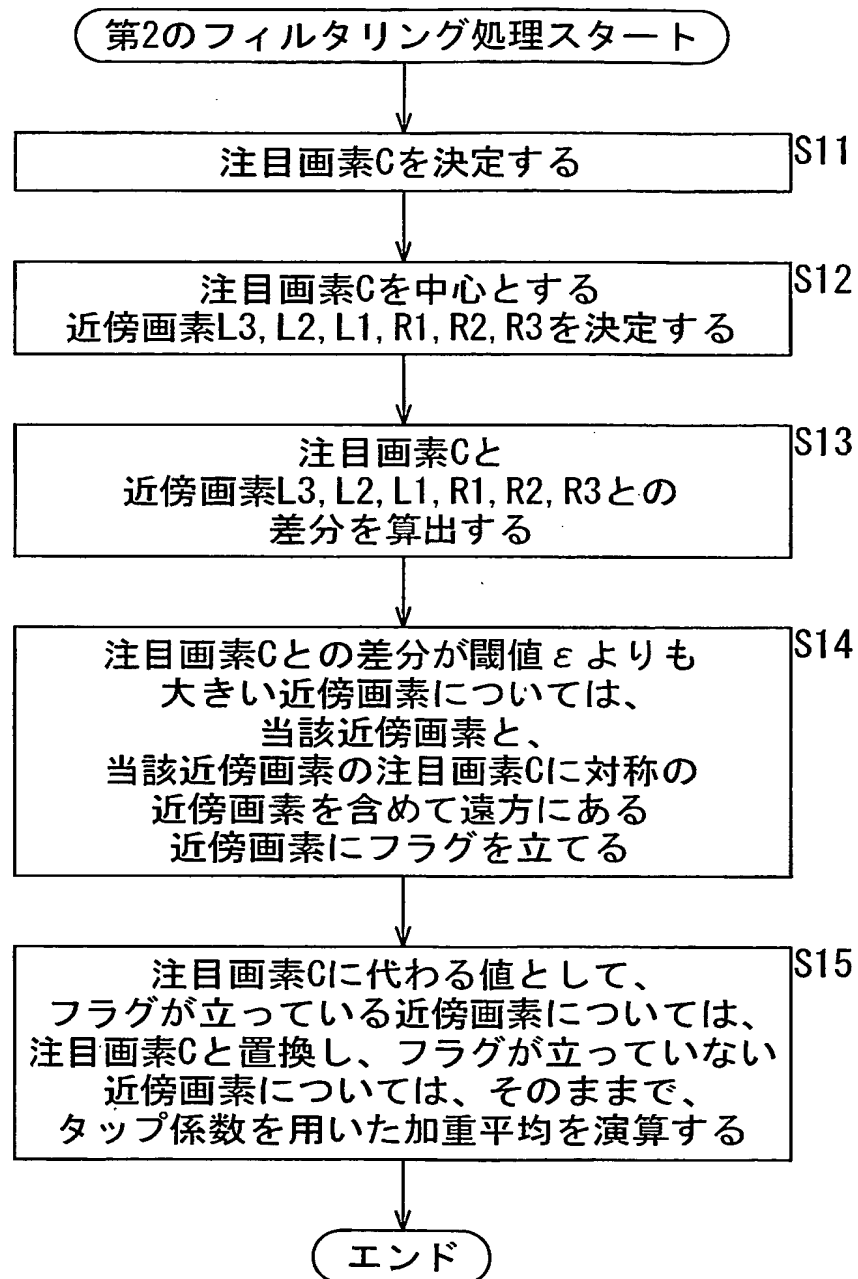 第2のフィルタリング処理スタート
注目画素Cを決定する
S11
注目画素Cを中心とする
近傍画素L3, L2, L1, R1, R2, R3を決定する
S12
注目画素Cと
近傍画素L3, L2, L1, R1, R2, R3との
差分を算出する
S13
注目画素Cとの差分が閾値εよりも
大きい近傍画素については、
当該近傍画素と、
当該近傍画素の注目画素Cに対称の
近傍画素を含めて遠方にある
近傍画素にフラグを立てる
S14
注目画素Cに代わる値として、
フラグが立っている近傍画素については、
注目画素Cと置換し、フラグが立っていない
近傍画素については、そのままで、
タップ係数を用いた加重平均を演算する
S15
エンド